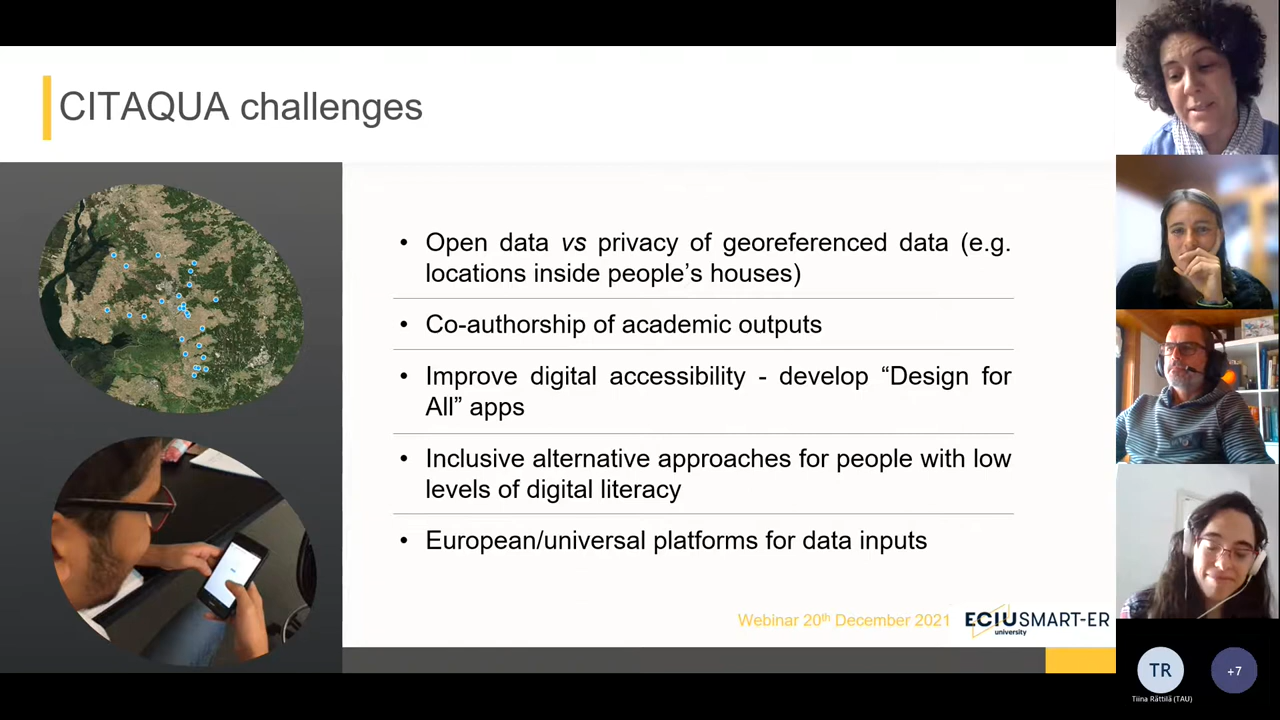 CITAQUA challenges
• Open data vs privacy of georeferenced data (e.g.
locations inside people’s houses)
• Co-authorship of academic outputs
• Improve digital accessibility - develop “Design for
All” apps
• Inclusive alternative approaches for people with low
levels of digital literacy
• European/universal platforms for data inputs
Webinar 20th December 2021
ECIU SMART-ER
university
TR
+7
Tiina Rättilä (TAU)